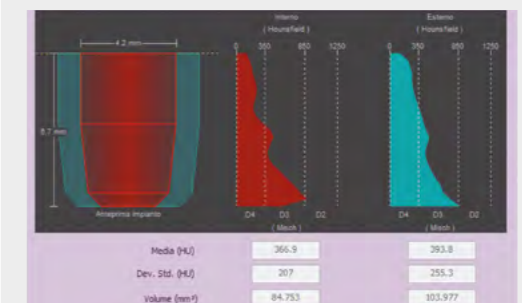 Interno Esterno
( Hounsfield ) ( Hounsfield )
0 350 850 1250 0 350 850 1250
4.2 mm
6.7 mm
Anteprima Impianto D4 D3 D2 D4 D3 D2
( Misch ) ( Misch )
Media (HU) 366.9 393.8
Dev. Std. (HU) 207 255.3
Volume (mm³) 84.753 103.977